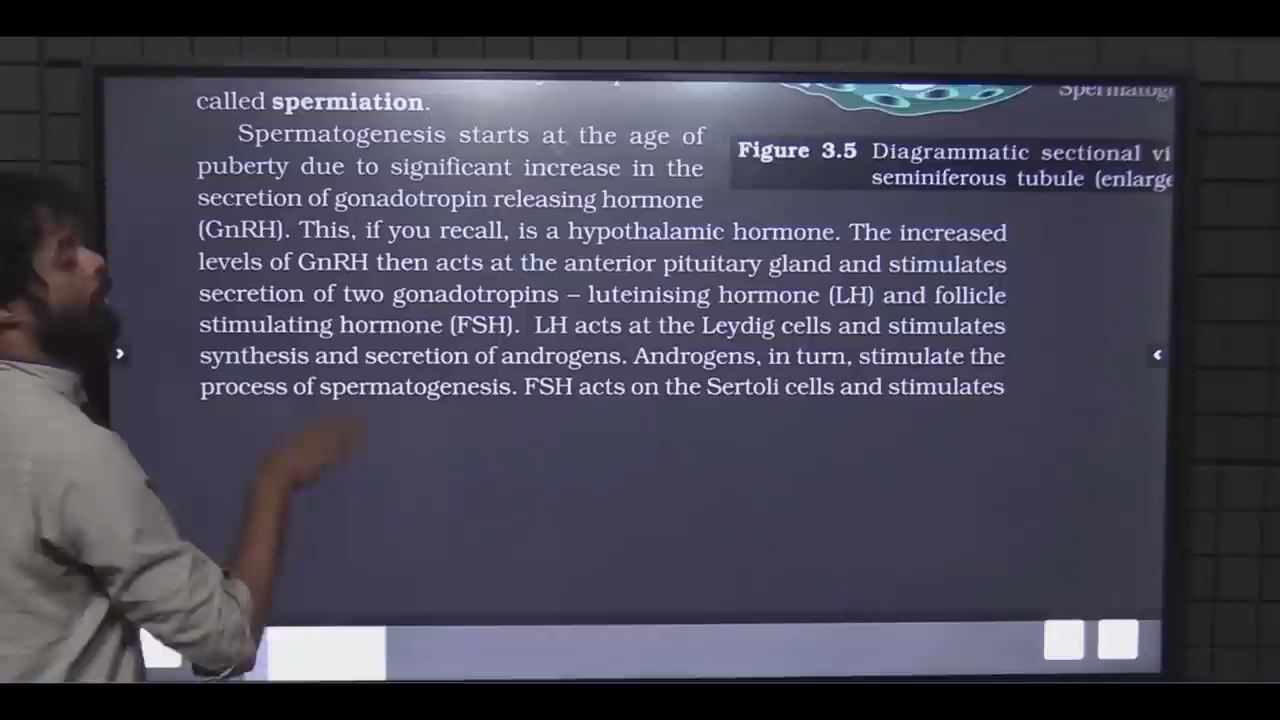 called spermiation.
Spermatogenesis starts at the age of
puberty due to significant increase in the
secretion of gonadotropin releasing hormone
(GnRH). This, if you recall, is a hypothalamic hormone. The increased
levels of GnRH then acts at the anterior pituitary gland and stimulates
secretion of two gonadotropins – luteinising hormone (LH) and follicle
stimulating hormone (FSH). LH acts at the Leydig cells and stimulates
synthesis and secretion of androgens. Androgens, in turn, stimulate the
process of spermatogenesis. FSH acts on the Sertoli cells and stimulates
Spermatog
Figure 3.5 Diagrammatic sectional vi
seminiferous tubule (enlarge